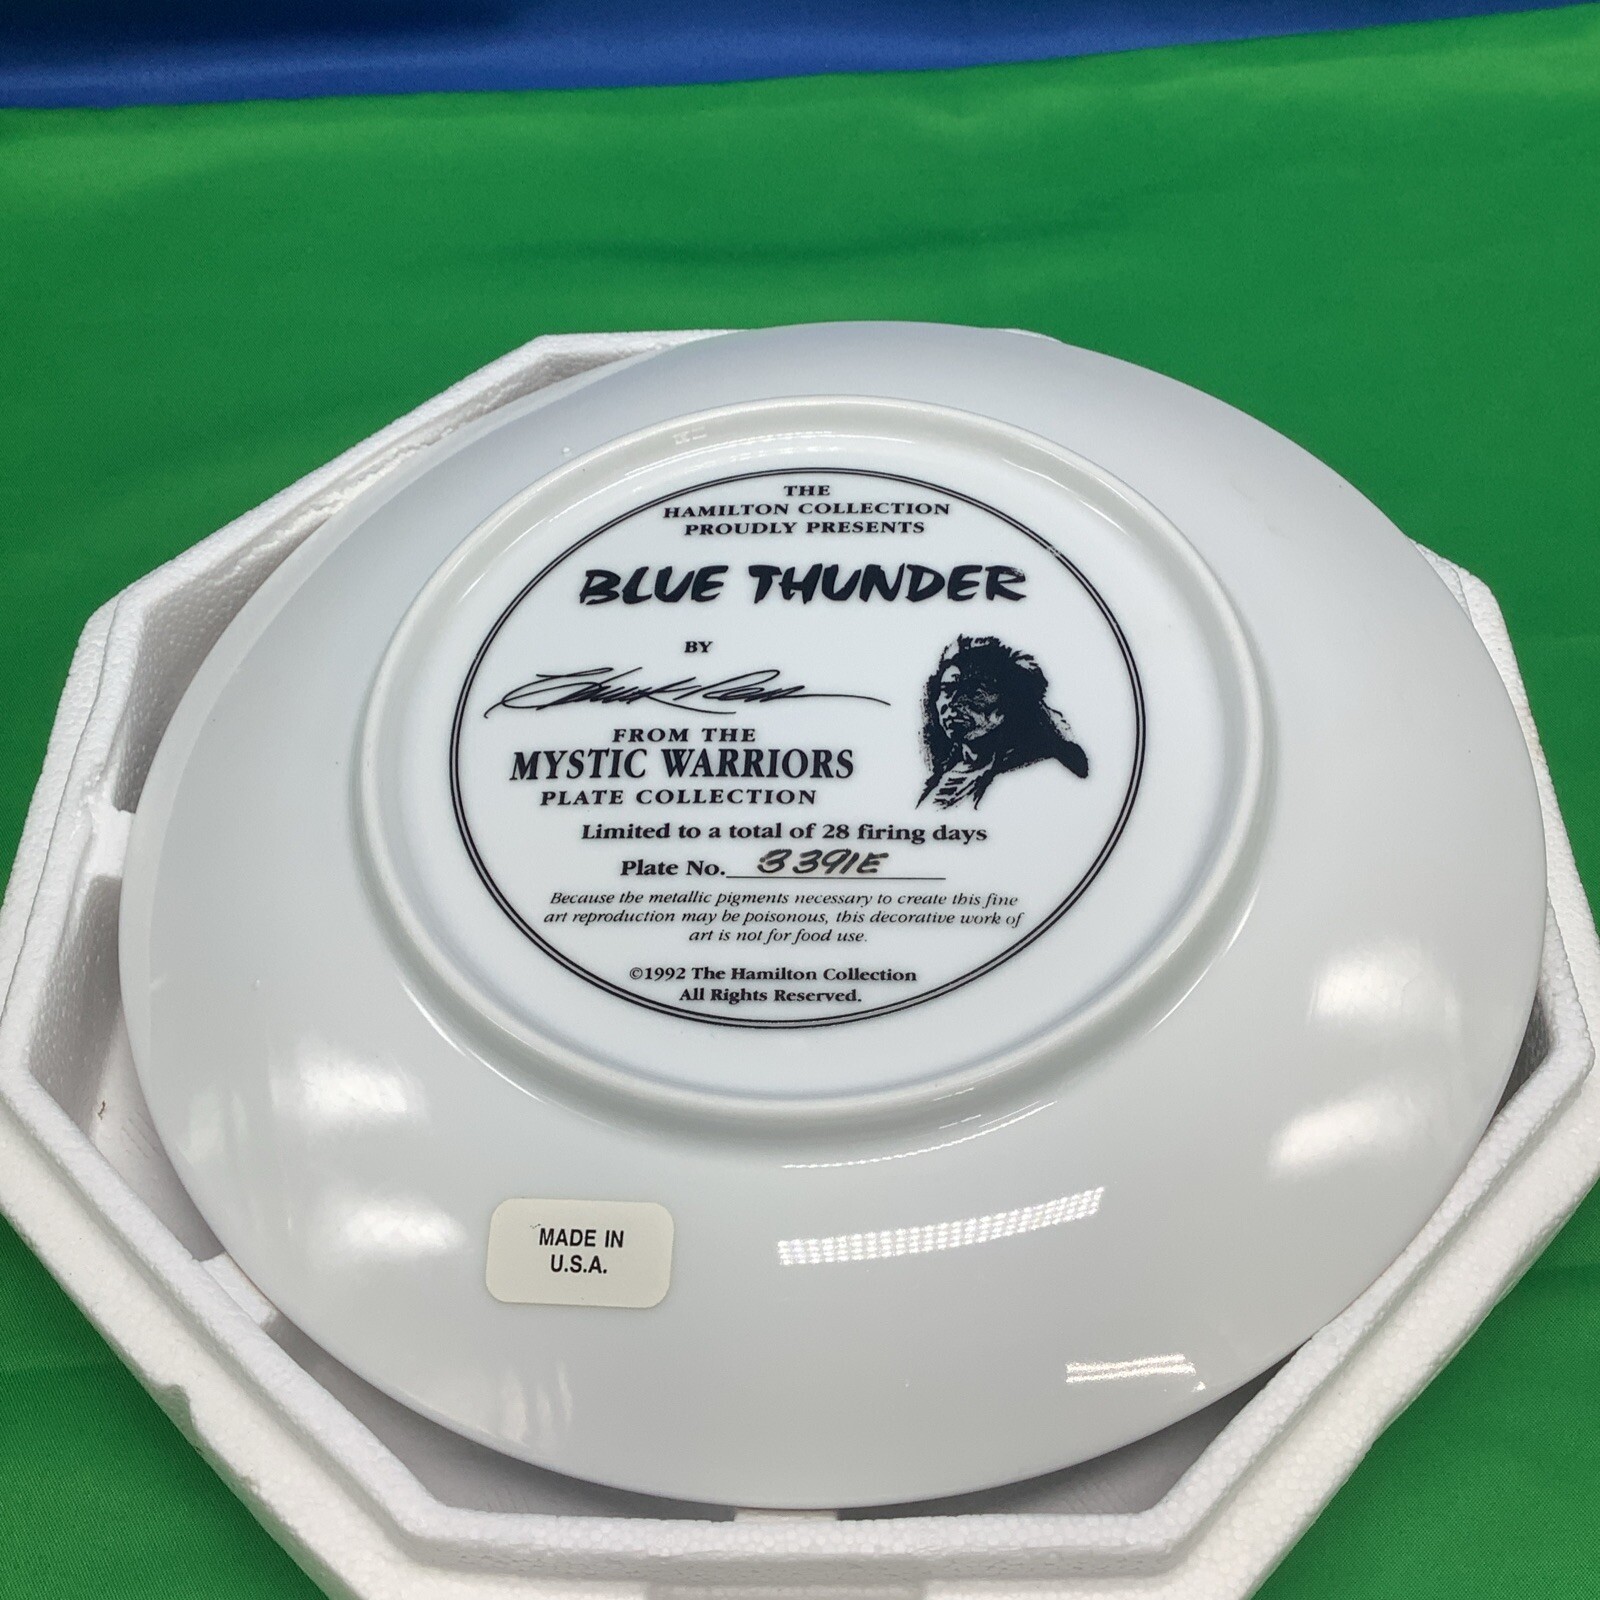 THE
HAMILTON COLLECTION
PROUDLY PRESENTS
BLUE THUNDER
BY
Chuck Ren
FROM THE
MYSTIC WARRIORS
PLATE COLLECTION
Limited to a total of 28 firing days
Plate No. 3391E
Because the metallic pigments necessary to create this fine
art reproduction may be poisonous, this decorative work of
art is not for food use.
©1992 The Hamilton Collection
All Rights Reserved.
MADE IN
U.S.A.